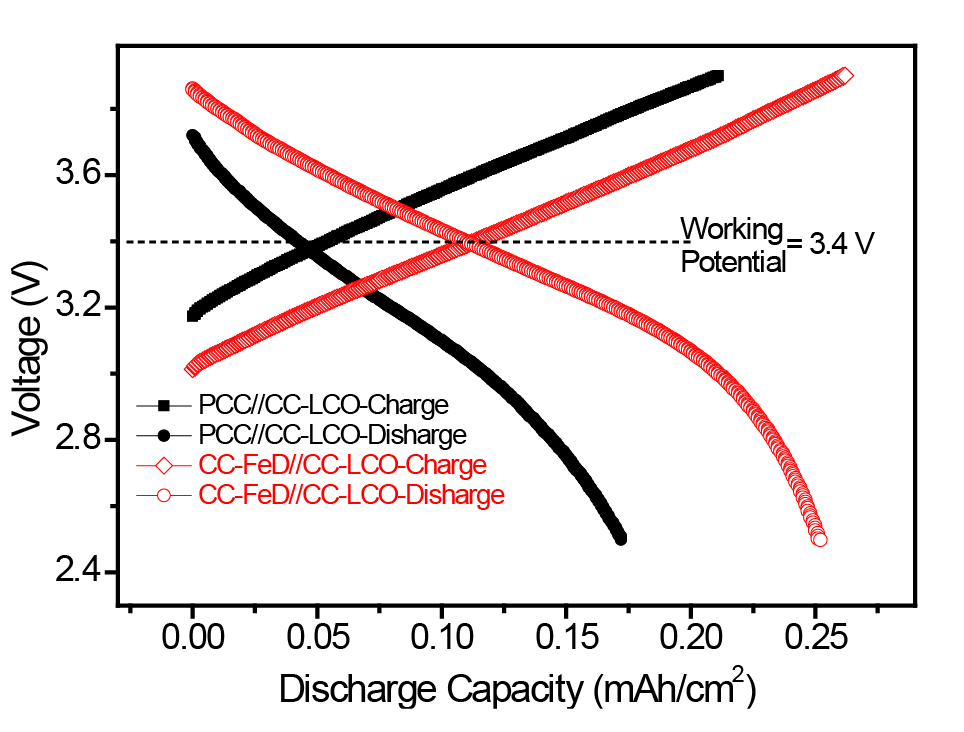 3.6
3.2
2.8
2.4
Voltage (V)
Working
Potential = 3.4 V
PCC//CC-LCO-Charge
PCC//CC-LCO-Disharge
CC-FeD//CC-LCO-Charge
CC-FeD//CC-LCO-Disharge
0.00 0.05 0.10 0.15 0.20 0.25
Discharge Capacity (mAh/cm²)